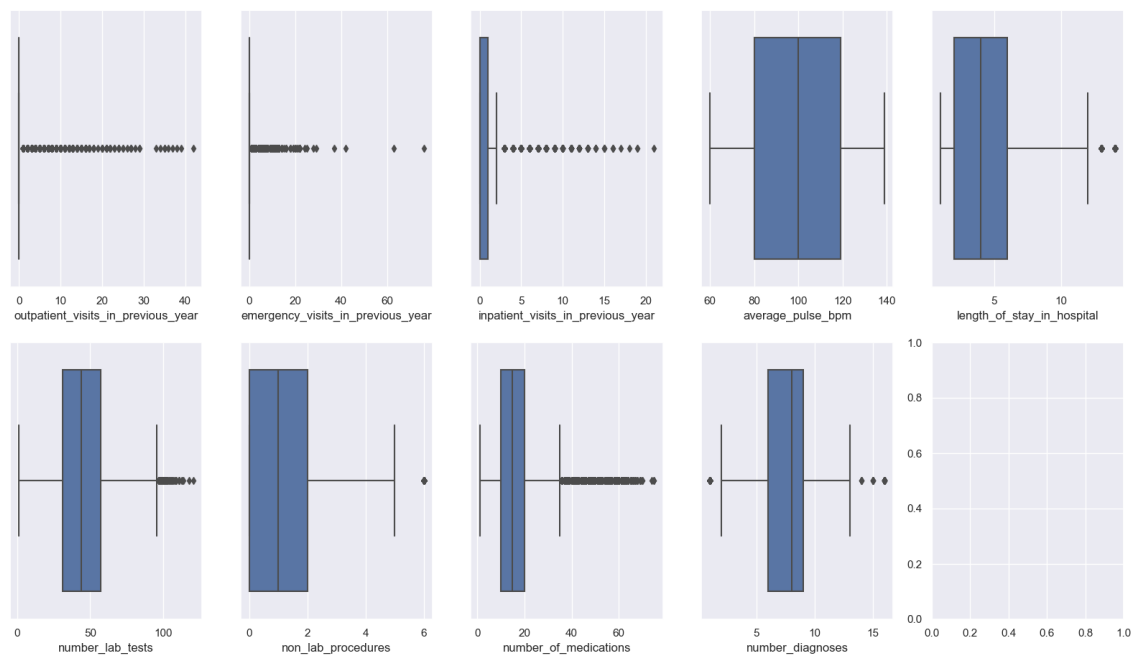 0 10 20 30 40
outpatient_visits_in_previous_year
0 20 40 60
emergency_visits_in_previous_year
0 5 10 15 20
inpatient_visits_in_previous_year
60 80 100 120 140
average_pulse_bpm
5 10
length_of_stay_in_hospital
0 50 100
number_lab_tests
0 2 4 6
non_lab_procedures
0 20 40 60
number_of_medications
5 10 15
number_diagnoses
1.0
0.8
0.6
0.4
0.2
0.0
0.0 0.2 0.4 0.6 0.8 1.0